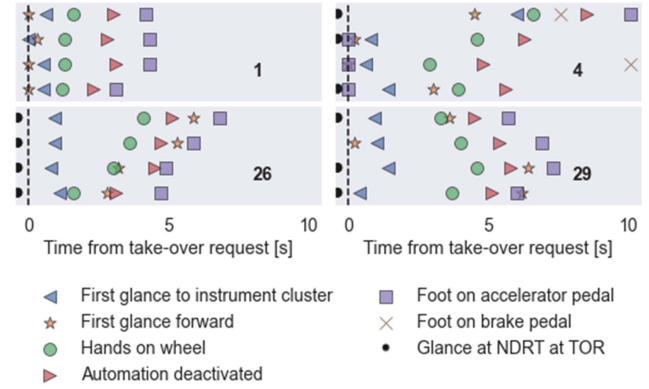 1
4
26
29
0 5 10
0 5 10
Time from take-over request [s]
Time from take-over request [s]
First glance to instrument cluster
First glance forward
Hands on wheel
Automation deactivated
Foot on accelerator pedal
Foot on brake pedal
Glance at NDRT at TOR